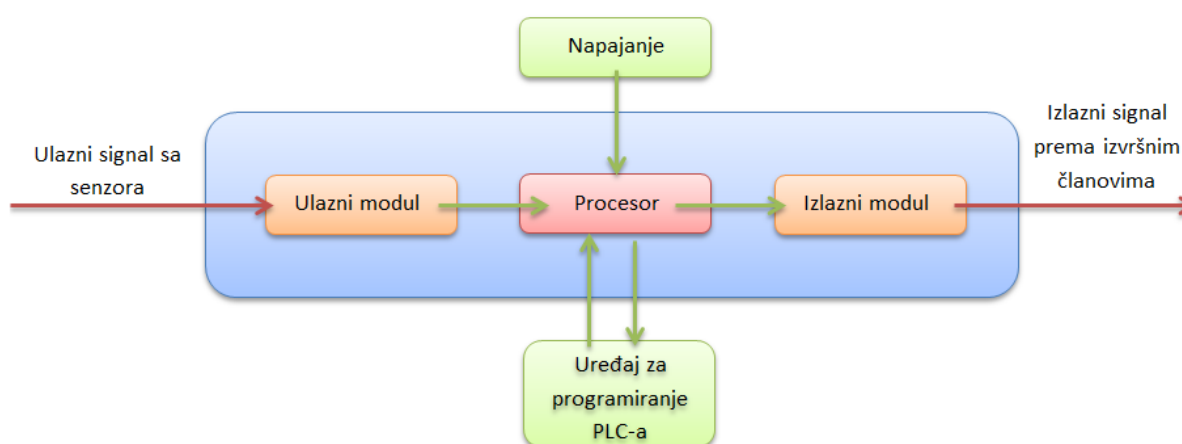 Napajanje
Ulazni signal sa
senzora
Ulazni modul
Procesor
Izlazni modul
Izlazni signal
prema izvršnim
članovima
Uređaj za
programiranje
PLC-a